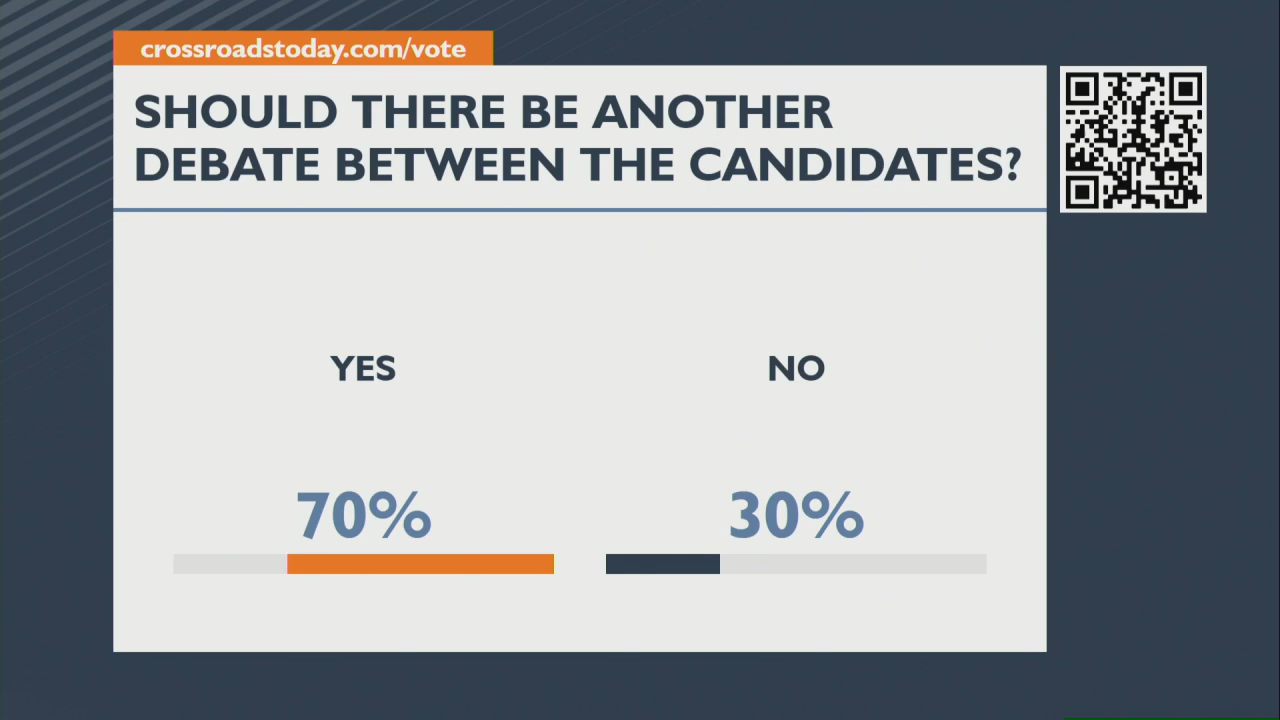 crossroadstoday.com/vote
SHOULD THERE BE ANOTHER
DEBATE BETWEEN THE CANDIDATES?
YES
NO
70%
30%